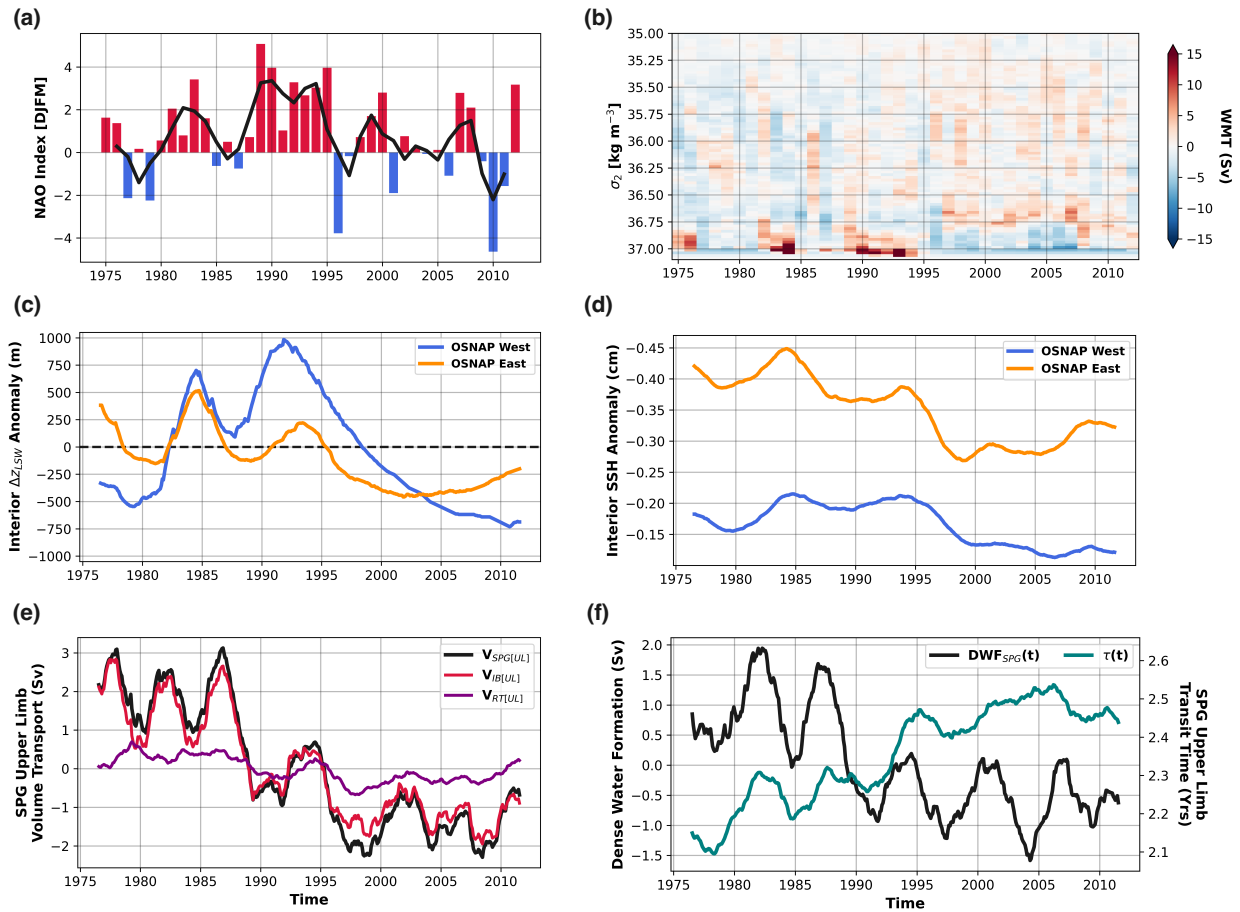 (a)
NAO Index [DJFM]
4
2
0
−2
−4
1975 1980 1985 1990 1995 2000 2005 2010
(b)
σ2 [kg m−3]
35.00
35.25
35.50
35.75
36.00
36.25
36.50
36.75
37.00
1975 1980 1985 1990 1995 2000 2005 2010
15
10
5
0
−5
−10
−15
WMT (Sv)
(c)
Interior ΔzLSW Anomaly (m)
1000
750
500
250
0
−250
−500
−750
−1000
OSNAP West
OSNAP East
1975 1980 1985 1990 1995 2000 2005 2010
(d)
Interior SSH Anomaly (cm)
−0.45
−0.40
−0.35
−0.30
−0.25
−0.20
−0.15
OSNAP West
OSNAP East
1975 1980 1985 1990 1995 2000 2005 2010
(e)
SPG Upper Limb
Volume Transport (Sv)
3
2
1
0
−1
−2
VSPG[UL]
VIB[UL]
VRT[UL]
1975 1980 1985 1990 1995 2000 2005 2010
Time
(f)
Dense Water Formation (Sv)
2.0
1.5
1.0
0.5
0.0
−0.5
−1.0
−1.5
DWFSPG(t) τ(t)
2.6
2.5
2.4
2.3
2.2
2.1
SPG Upper Limb
Transit Time (Yrs)
1975 1980 1985 1990 1995 2000 2005 2010
Time